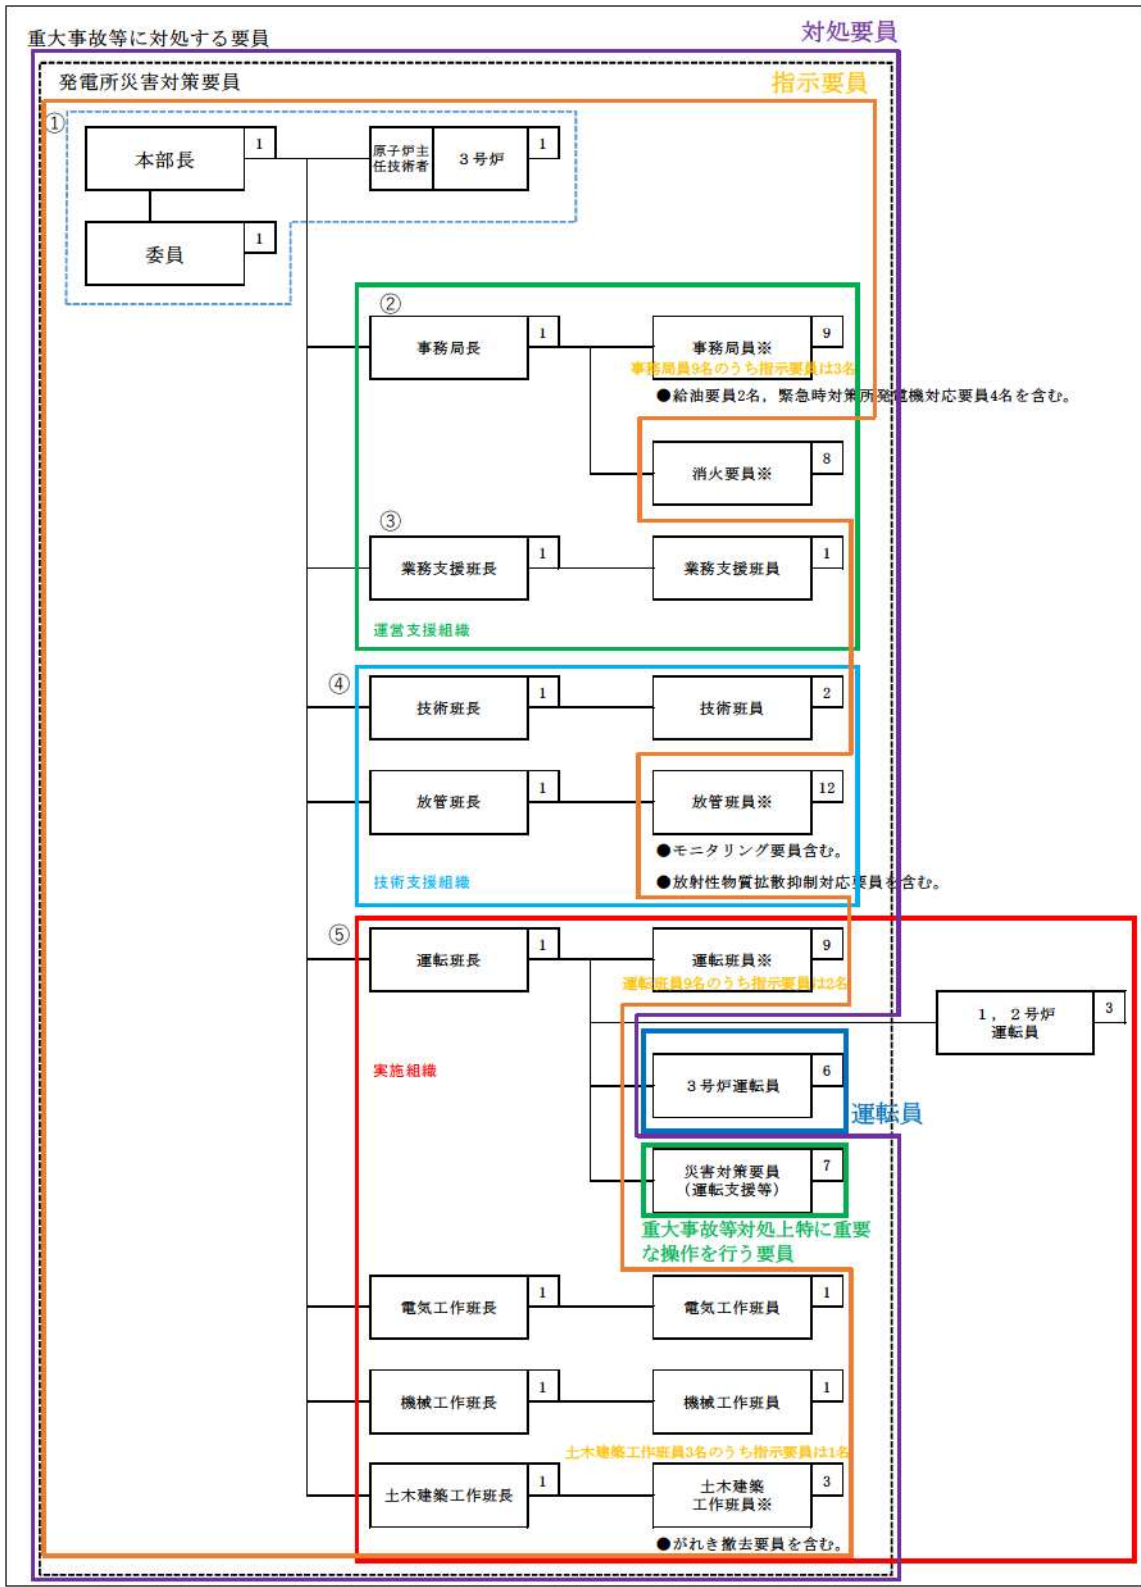 重大事故等に対処する要員
対処要員
発電所災害対策要員
指示要員
①
本部長
1
原子炉主
任技術者
3号炉
1
委員
1
②
事務局長
1
事務局員※
9
事務局員9名のうち指示要員は3名
●給油要員2名，緊急時対策所発電機対応要員4名を含む。
消火要員※
8
③
業務支援班長
1
業務支援班員
1
運営支援組織
④
技術班長
1
技術班員
2
放管班長
1
放管班員※
12
●モニタリング要員含む。
技術支援組織
●放射性物質拡散抑制対応要員を含む。
⑤
運転班長
1
運転班員※
9
運転班員9名のうち指示要員は2名
1，2号炉
運転員
3
実施組織
3号炉運転員
6
運転員
災害対策要員
（運転支援等）
7
重大事故等対処上特に重要
な操作を行う要員
電気工作班長
1
電気工作班員
1
機械工作班長
1
機械工作班員
1
土木建築工作班員3名のうち指示要員は1名
土木建築工作班長
1
土木建築
工作班員※
3
●がれき撤去要員を含む。